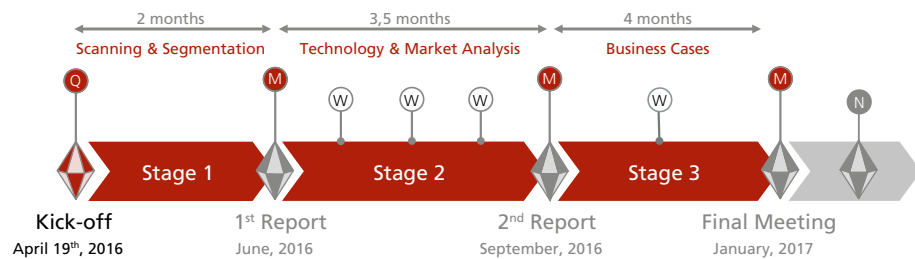 2 months
3,5 months
4 months
Scanning & Segmentation
Technology & Market Analysis
Business Cases
Q
M
W
W
W
M
W
M
N
Stage 1
Stage 2
Stage 3
Kick-off
1st Report
2nd Report
Final Meeting
April 19th, 2016
June, 2016
September, 2016
January, 2017